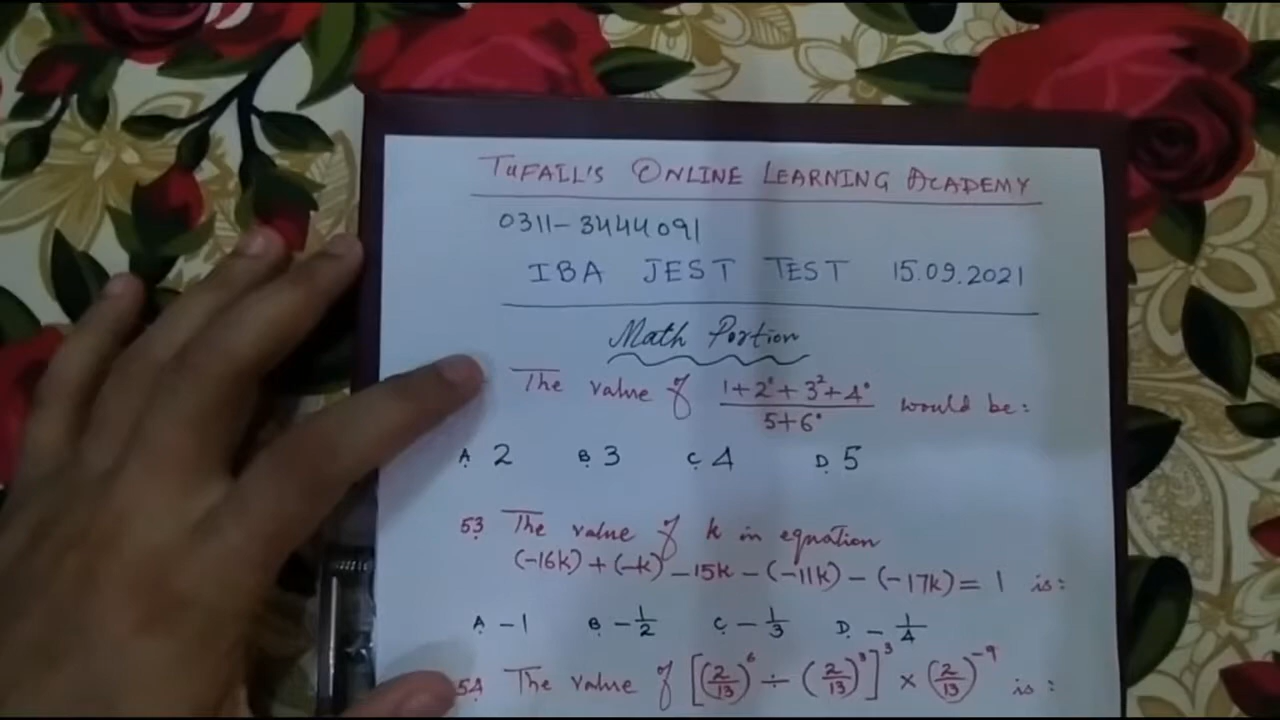 TUFAIL'S ONLINE LEARNING ACADEMY
0311-3444091
IBA JEST TEST 15.09.2021
Math Portion
The value of (1+2°+3²+4°)/(5+6°) would be:
A. 2 B. 3 C. 4 D. 5
53 The value of k in equation
(-16k)+(-k)-15k-(-11k)-(-17k)=1 is:
A. -1 B. -1/2 C. -1/3 D. -1/4
54 The value of [(2/13)⁶ ÷ (2/13)³]³ × (2/13)⁻⁹ is: